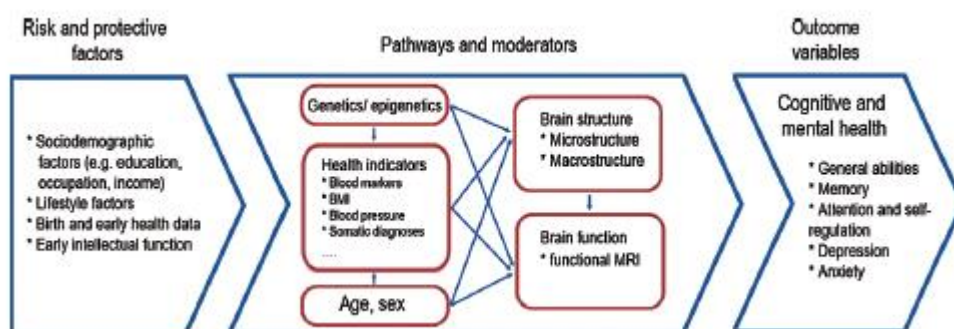 Risk and protective
factors
* Sociodemographic
factors (e.g. education,
occupation, income)
* Lifestyle factors
* Birth and early health data
* Early intellectual function
Pathways and moderators
Genetics/ epigenetics
Health indicators
* Blood markers
* BMI
* Blood pressure
* Somatic diagnoses
....
Age, sex
Brain structure
* Microstructure
* Macrostructure
Brain function
* functional MRI
Outcome
variables
Cognitive and
mental health
* General abilities
* Memory
* Attention and self-
regulation
* Depression
* Anxiety